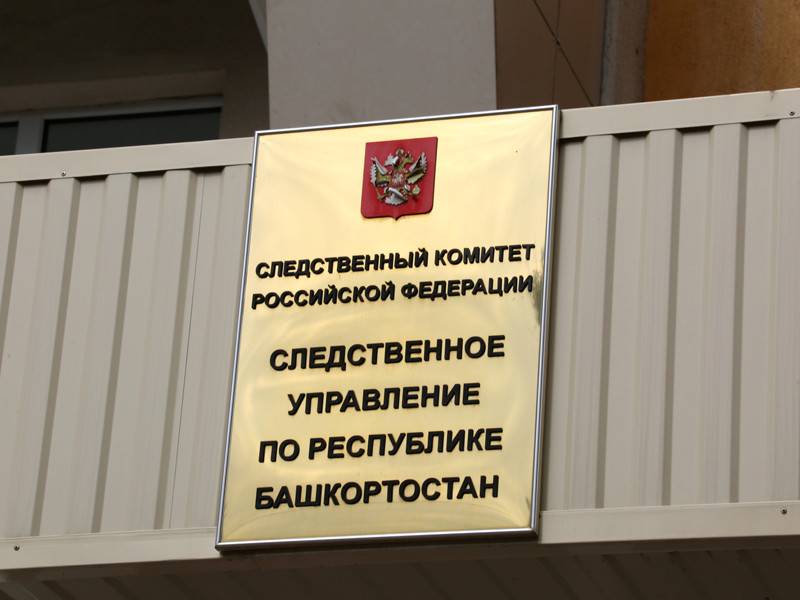 СЛЕДСТВЕННЫЙ КОМИТЕТ
РОССИЙСКОЙ ФЕДЕРАЦИИ
СЛЕДСТВЕННОЕ
УПРАВЛЕНИЕ
ПО РЕСПУБЛИКЕ
БАШКОРТОСТАН